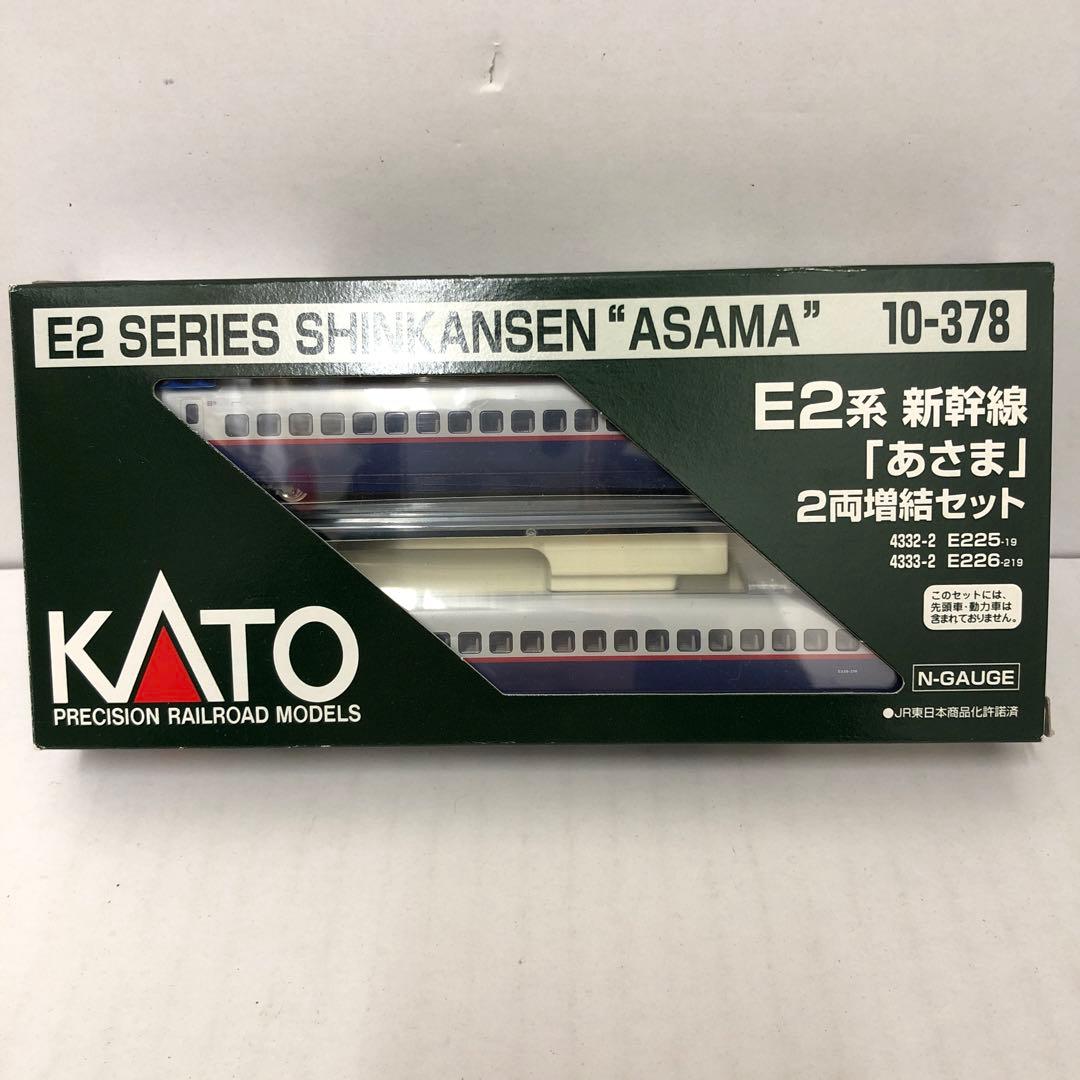 E2 SERIES SHINKANSEN “ASAMA” 10-378
E2系 新幹線
「あさま」
2両増結セット
4332-2 E225-19
4333-2 E226-219
このセットには、
先頭車・動力車は
含まれておりません。
KATO
PRECISION RAILROAD MODELS
N-GAUGE
●JR東日本商品化許諾済